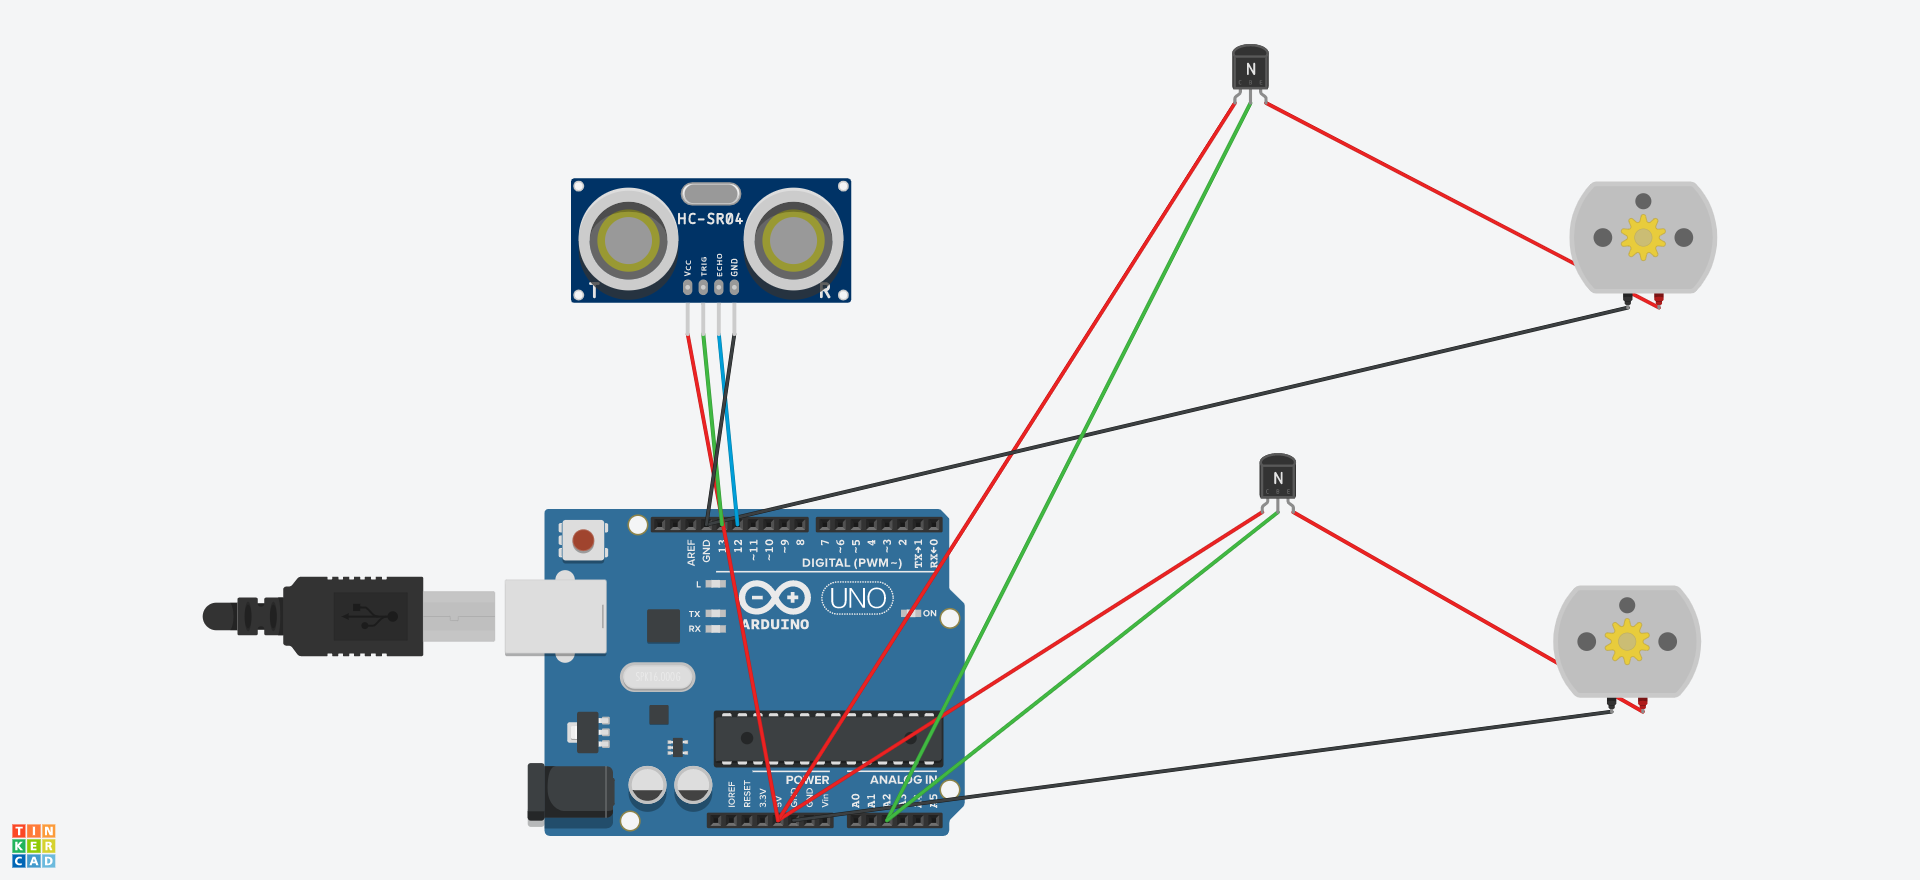 N
C B E
HC-SR04
VCC
TRIG
ECHO
GND
T
R
N
C B E
AREF
GND
13
12
~11
~10
~9
8
7
~6
~5
4
~3
2
TX→1
RX←0
DIGITAL (PWM~)
L
TX
RX
ARDUINO
UNO
ON
SPK16.000G
POWER
ANALOG IN
IOREF
RESET
3.3V
5V
GND
GND
Vin
A0
A1
A2
A3
A5
TIN
KER
CAD